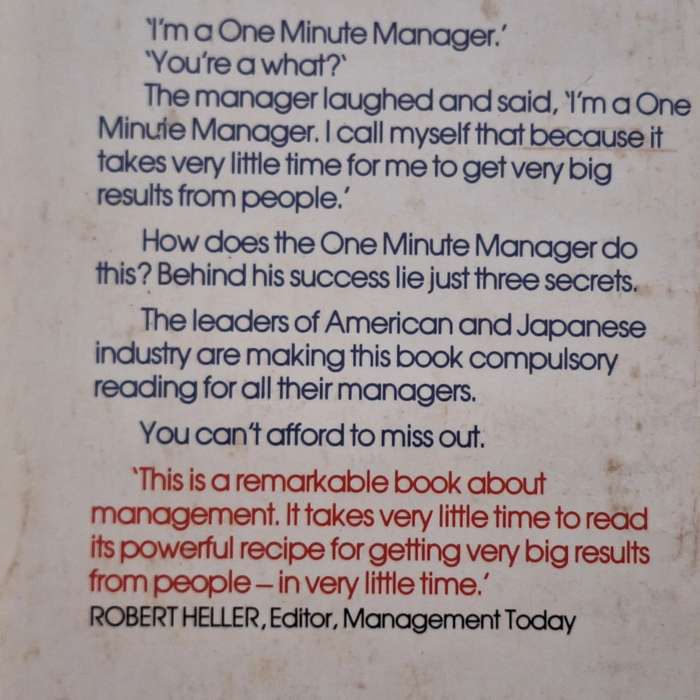 'I'm a One Minute Manager.'
'You're a what?'
The manager laughed and said, 'I'm a One
Minute Manager. I call myself that because it
takes very little time for me to get very big
results from people.'
How does the One Minute Manager do
this? Behind his success lie just three secrets.
The leaders of American and Japanese
industry are making this book compulsory
reading for all their managers.
You can't afford to miss out.
'This is a remarkable book about
management. It takes very little time to read
its powerful recipe for getting very big results
from people – in very little time.'
ROBERT HELLER, Editor, Management Today